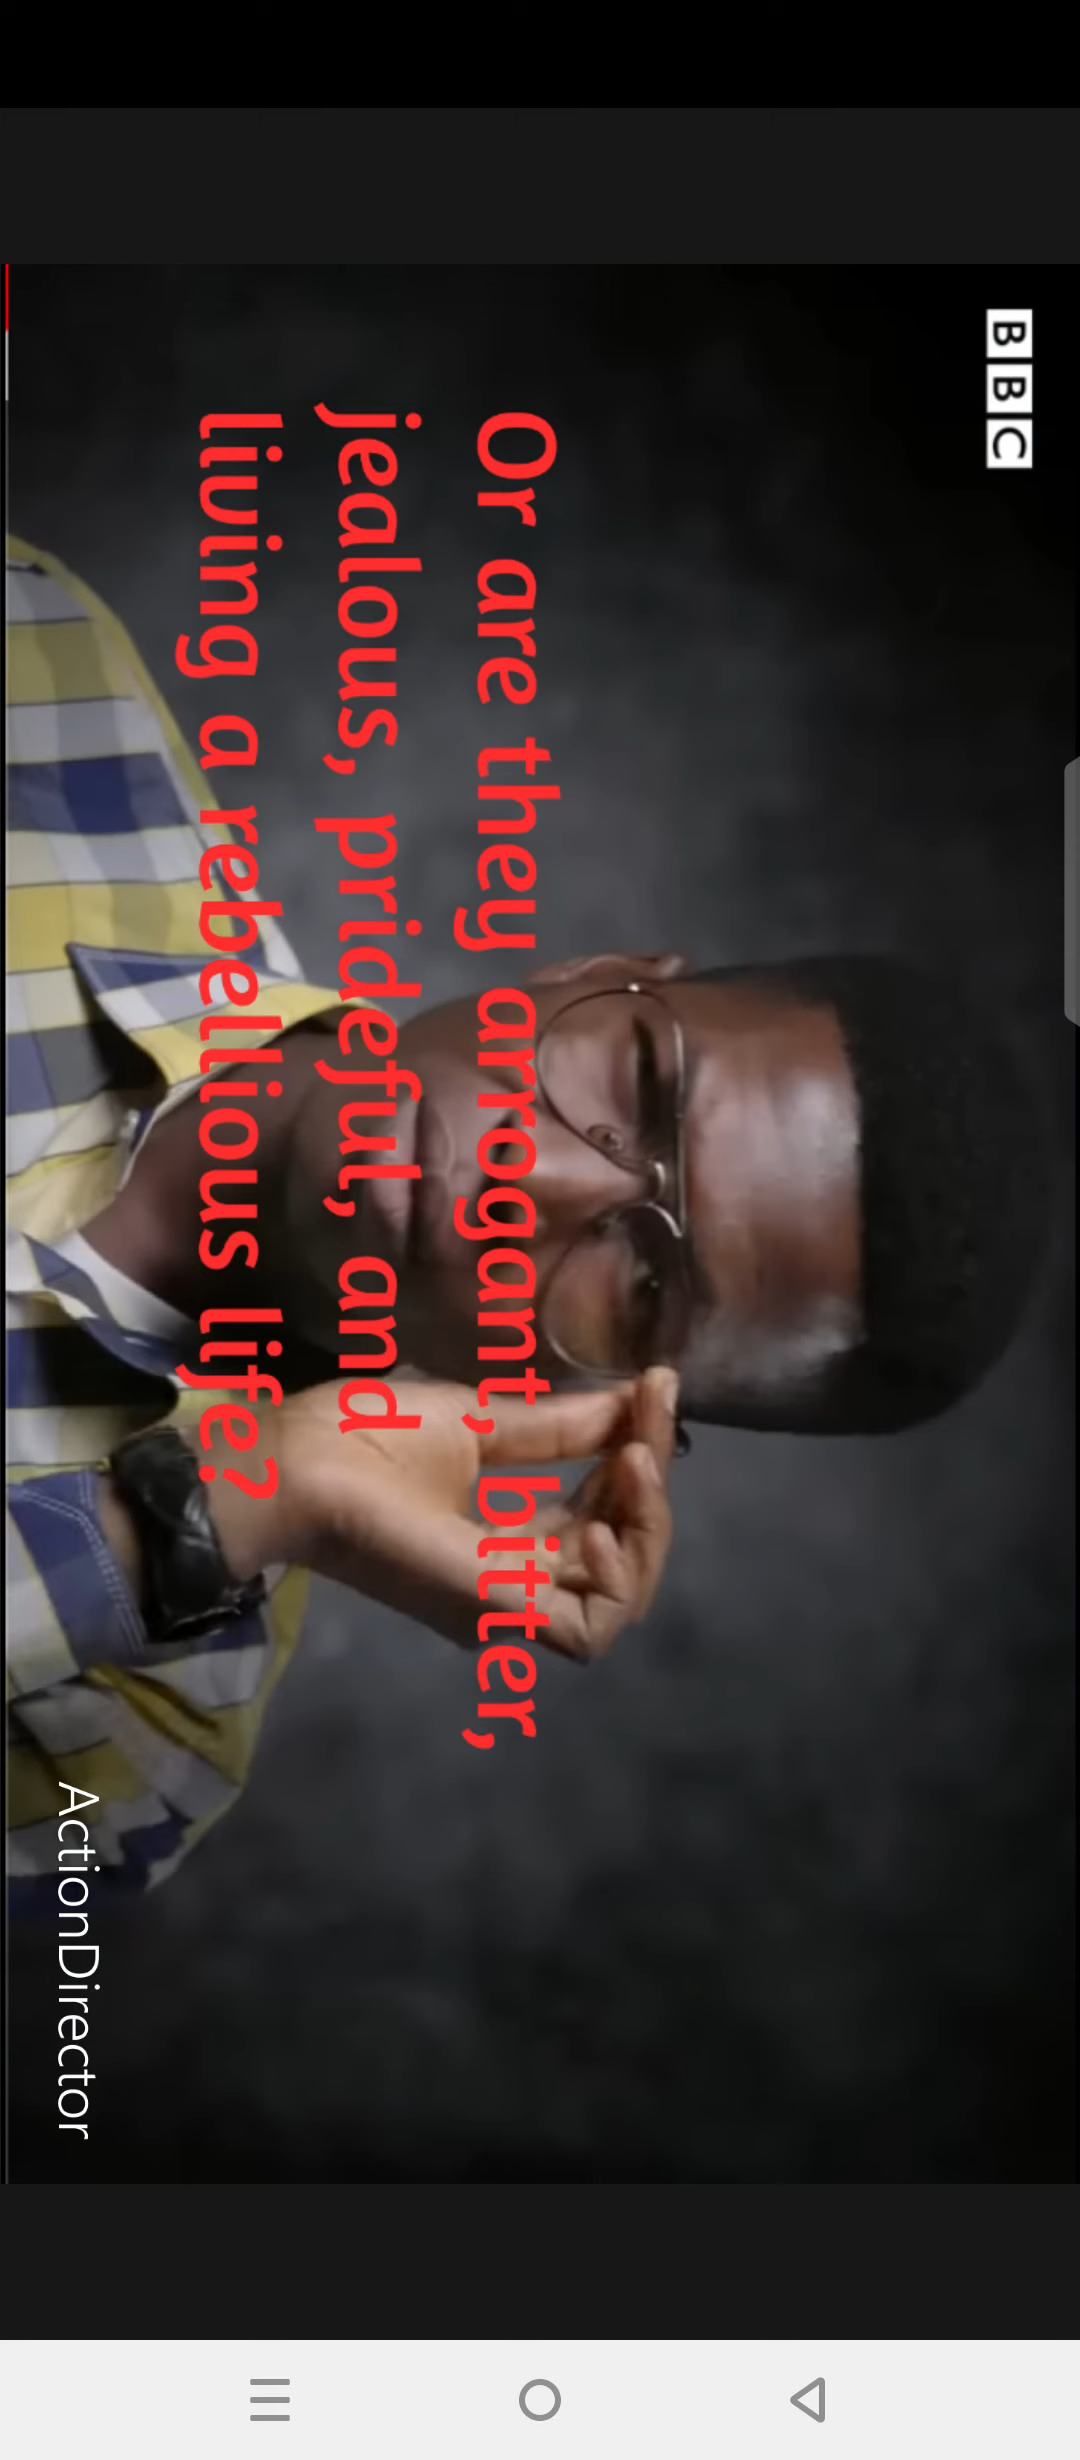 BBC
Or are they arrogant, bitter,
jealous, prideful, and
living a rebellious life?
ActionDirector